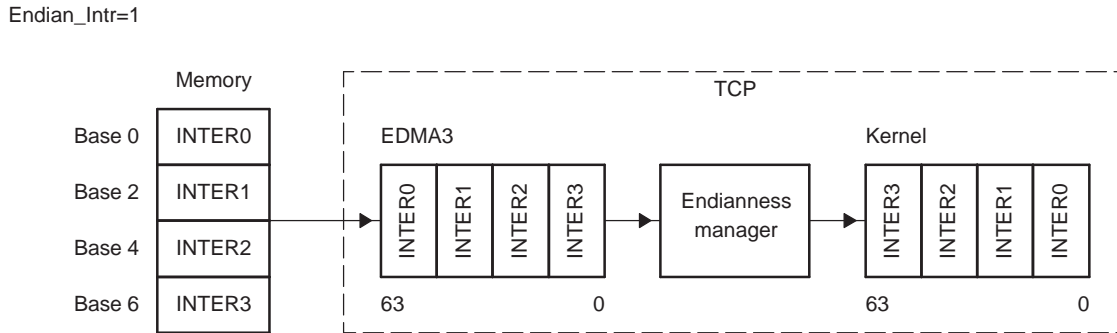 Endian_Intr=1
Memory
TCP
Base 0 INTER0
EDMA3
Kernel
Base 2 INTER1
INTER0 INTER1 INTER2 INTER3
Endianness
manager
INTER3 INTER2 INTER1 INTER0
Base 4 INTER2
Base 6 INTER3
63 0
63 0